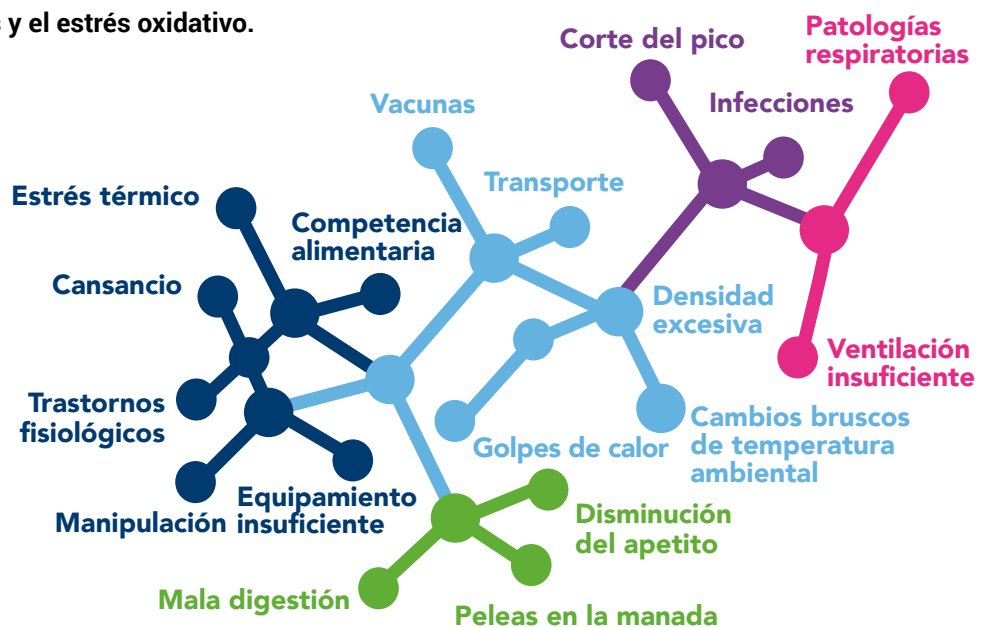 s y el estrés oxidativo.
Corte del pico
Patologías
respiratorias
Vacunas
Infecciones
Transporte
Estrés térmico
Competencia
alimentaria
Cansancio
Densidad
excesiva
Ventilación
insuficiente
Trastornos
fisiológicos
Golpes de calor
Cambios bruscos
de temperatura
ambiental
Manipulación
Equipamiento
insuficiente
Disminución
del apetito
Mala digestión
Peleas en la manada